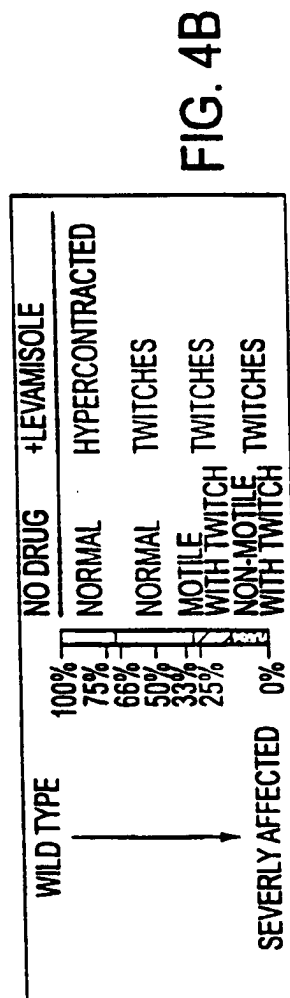 WILD TYPE
SEVERLY AFFECTED
100%
75%
66%
50%
33%
25%
0%
NO DRUG +LEVAMISOLE
NORMAL HYPERCONTRACTED
NORMAL TWITCHES
MOTILE
WITH TWITCH TWITCHES
NON-MOTILE
WITH TWITCH TWITCHES
FIG. 4B